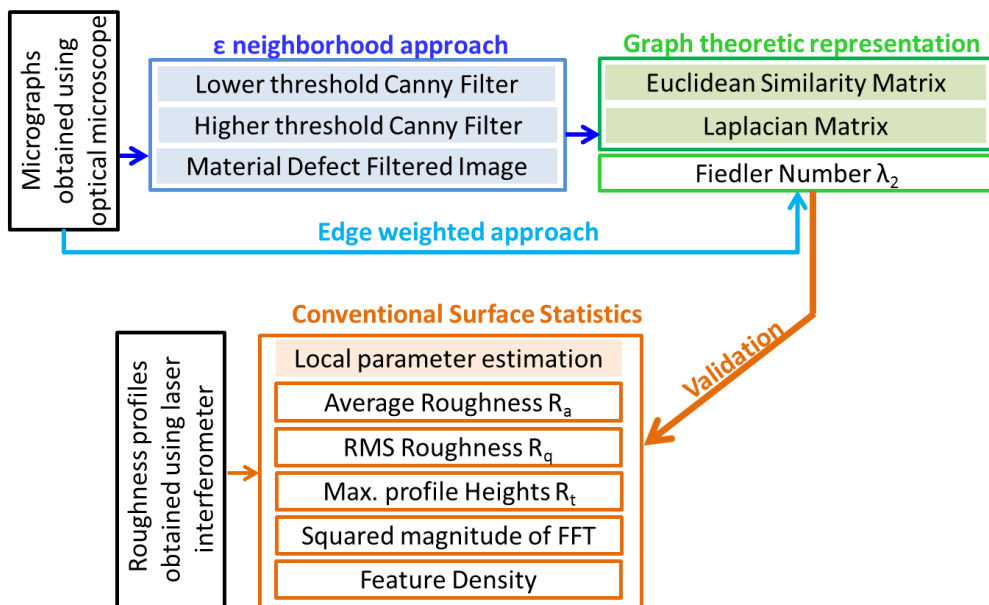 Micrographs
obtained using
optical microscope
ε neighborhood approach
Lower threshold Canny Filter
Higher threshold Canny Filter
Material Defect Filtered Image
Graph theoretic representation
Euclidean Similarity Matrix
Laplacian Matrix
Fiedler Number λ₂
Edge weighted approach
Validation
Roughness profiles
obtained using laser
interferometer
Conventional Surface Statistics
Local parameter estimation
Average Roughness Rₐ
RMS Roughness R_q
Max. profile Heights Rₜ
Squared magnitude of FFT
Feature Density